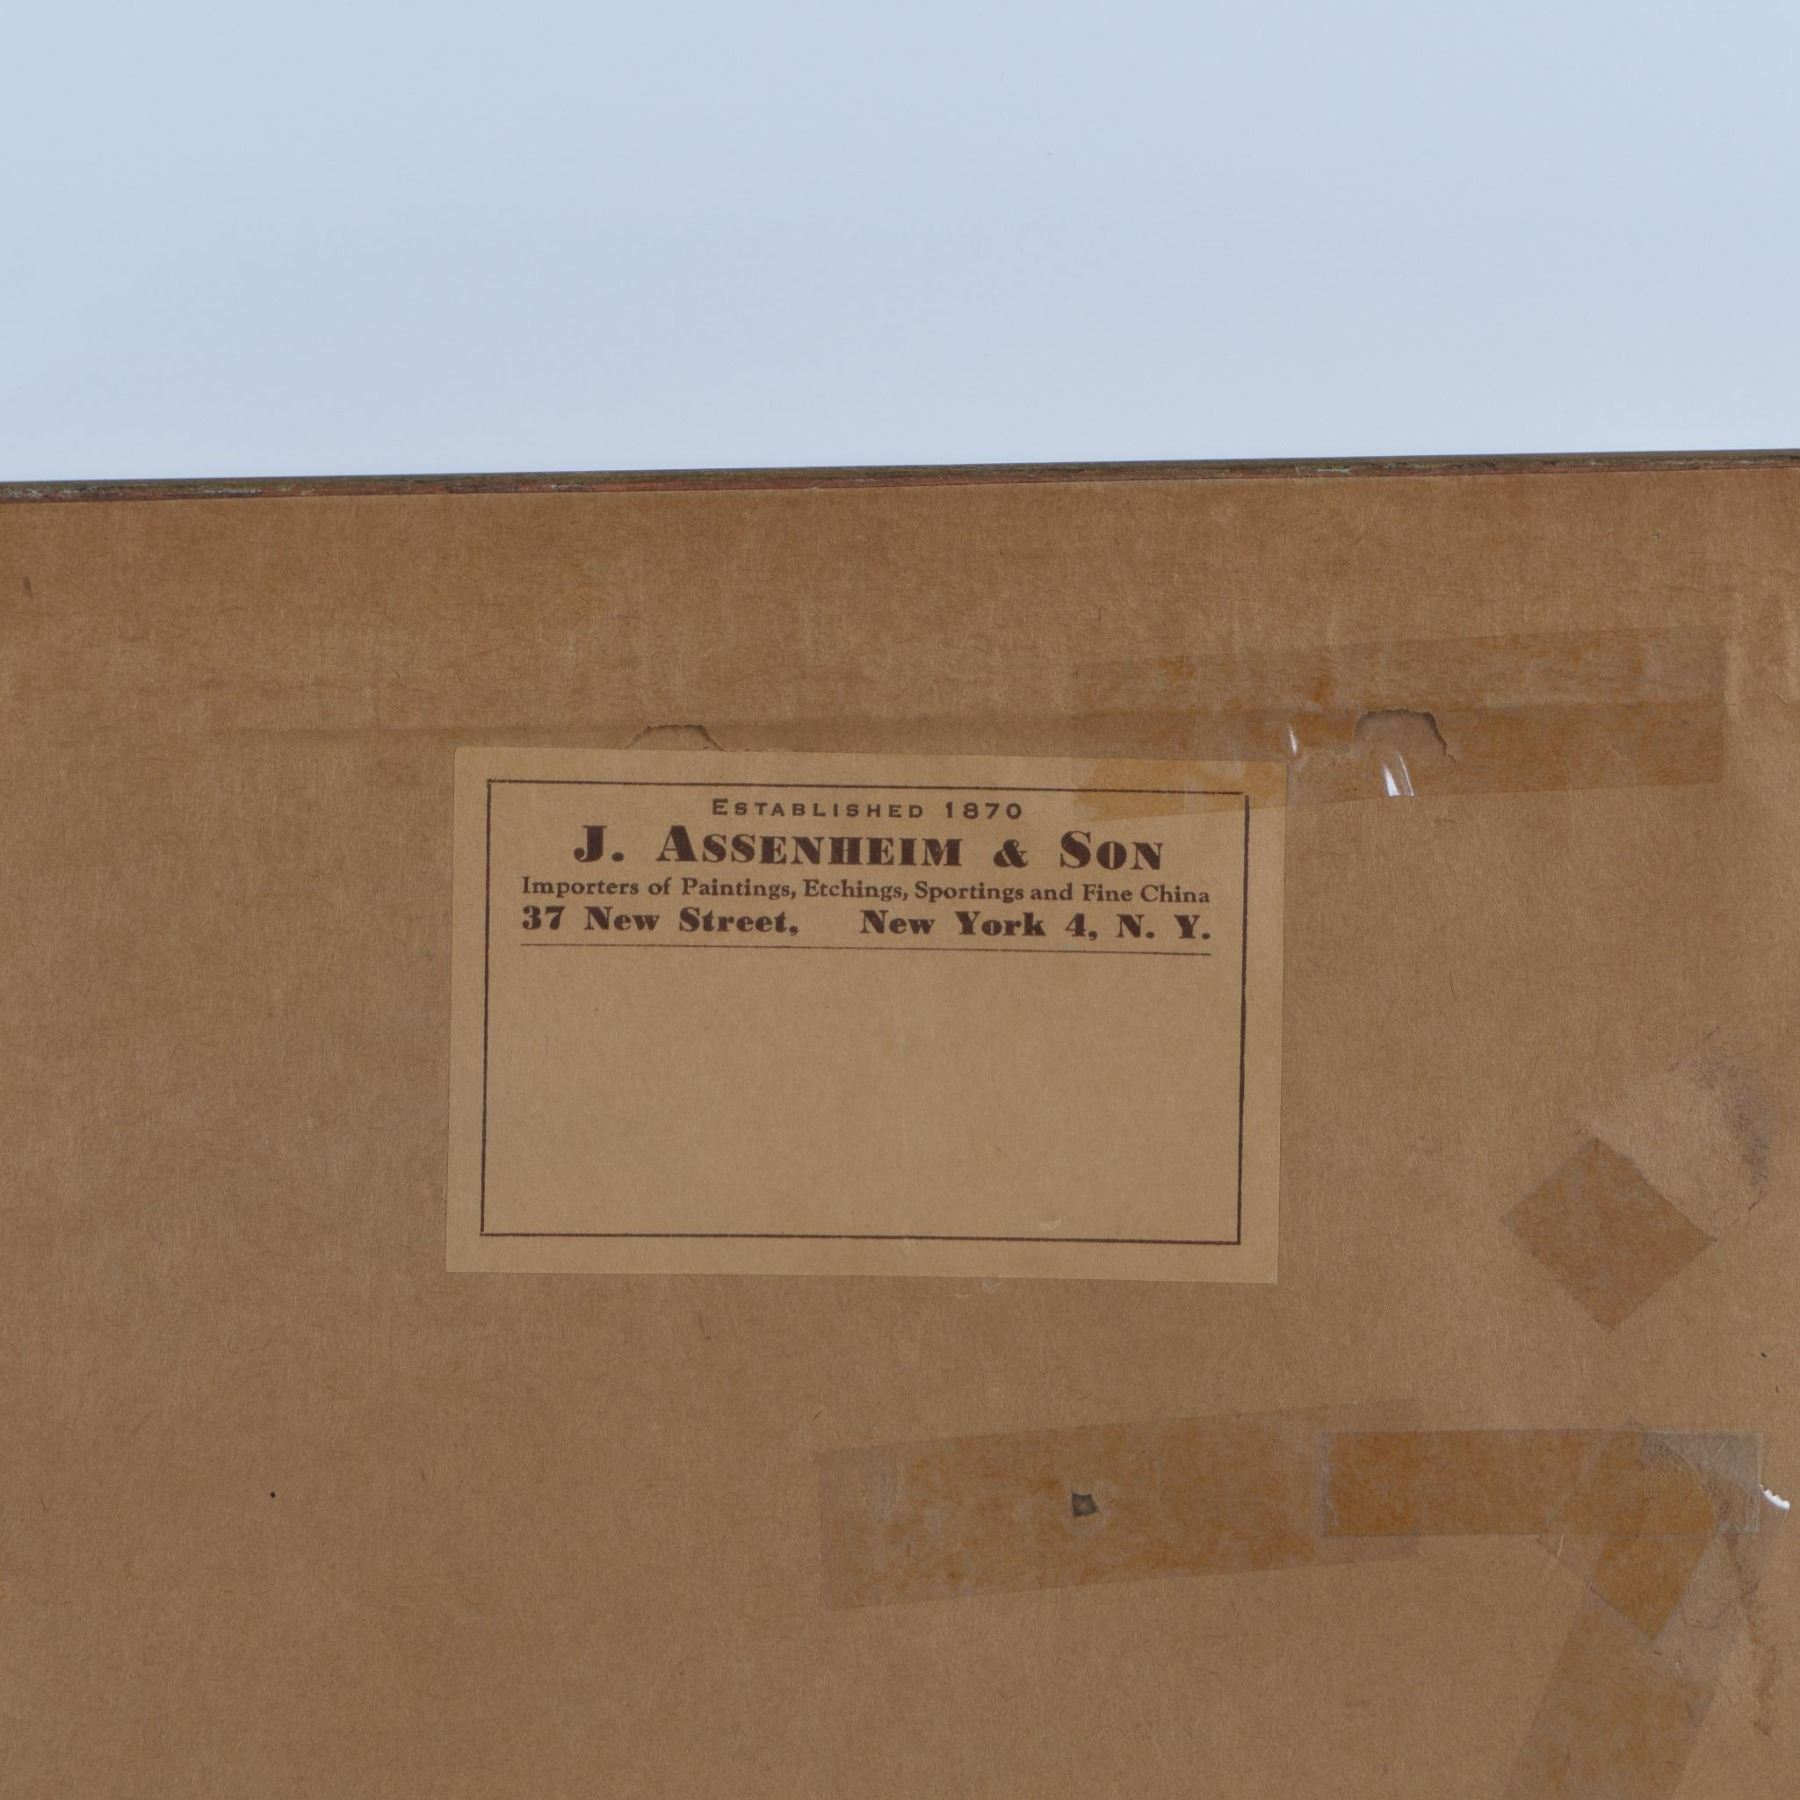 ESTABLISHED 1870
J. ASSENHEIM & SON
Importers of Paintings, Etchings, Sportings and Fine China
37 New Street, New York 4, N. Y.